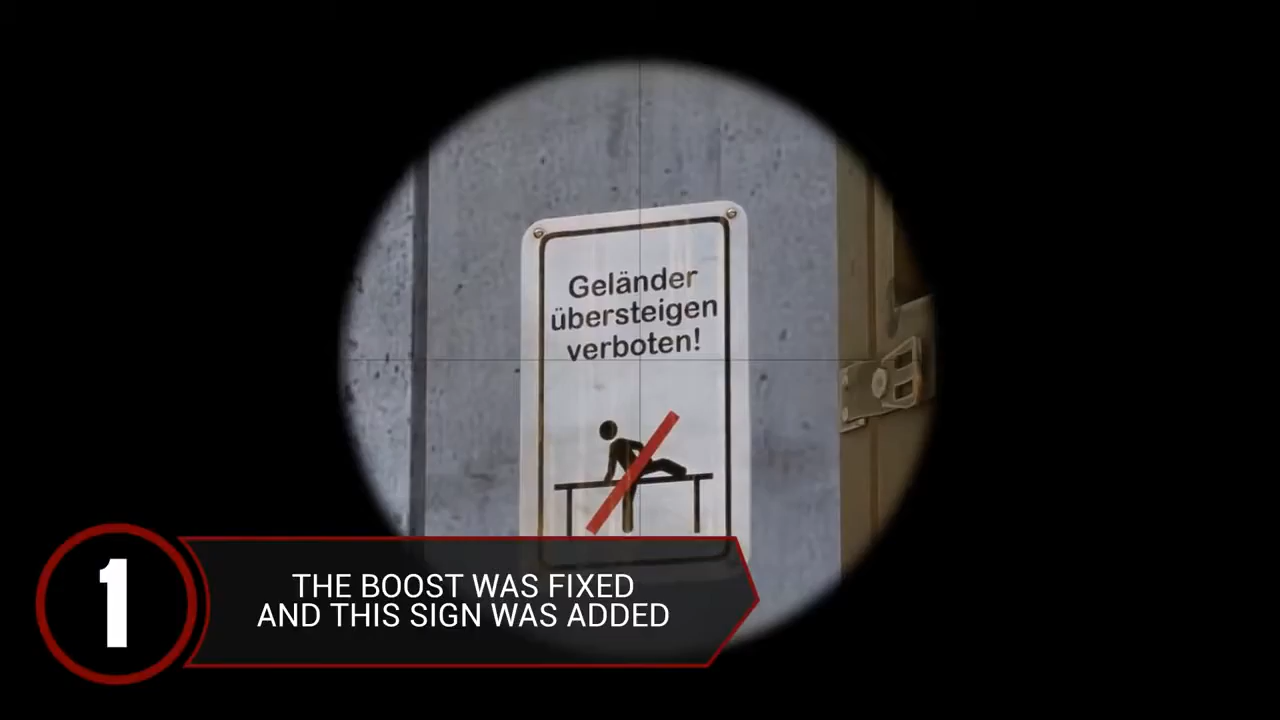 Geländer
übersteigen
verboten!
1
THE BOOST WAS FIXED
AND THIS SIGN WAS ADDED